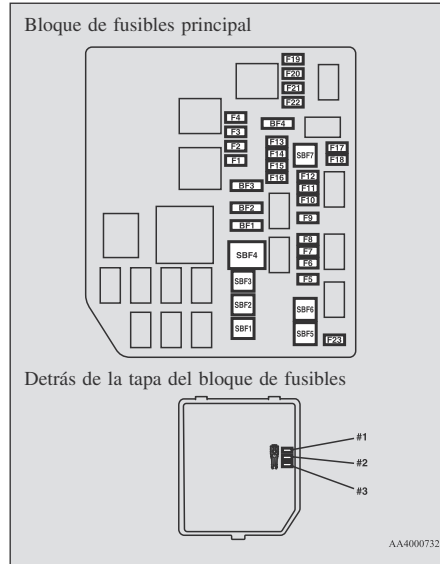 Bloque de fusibles principal
F19
F20
F21
F22
F4
F3
F2
F1
BF4
F13
F14
F15
F16
SBF7
F17
F18
BF3
F12
F11
F10
BF2
F9
BF1
F8
F7
F6
F5
SBF4
SBF3
SBF2
SBF1
SBF6
SBF5
F23
Detrás de la tapa del bloque de fusibles
#1
#2
#3
AA4000732